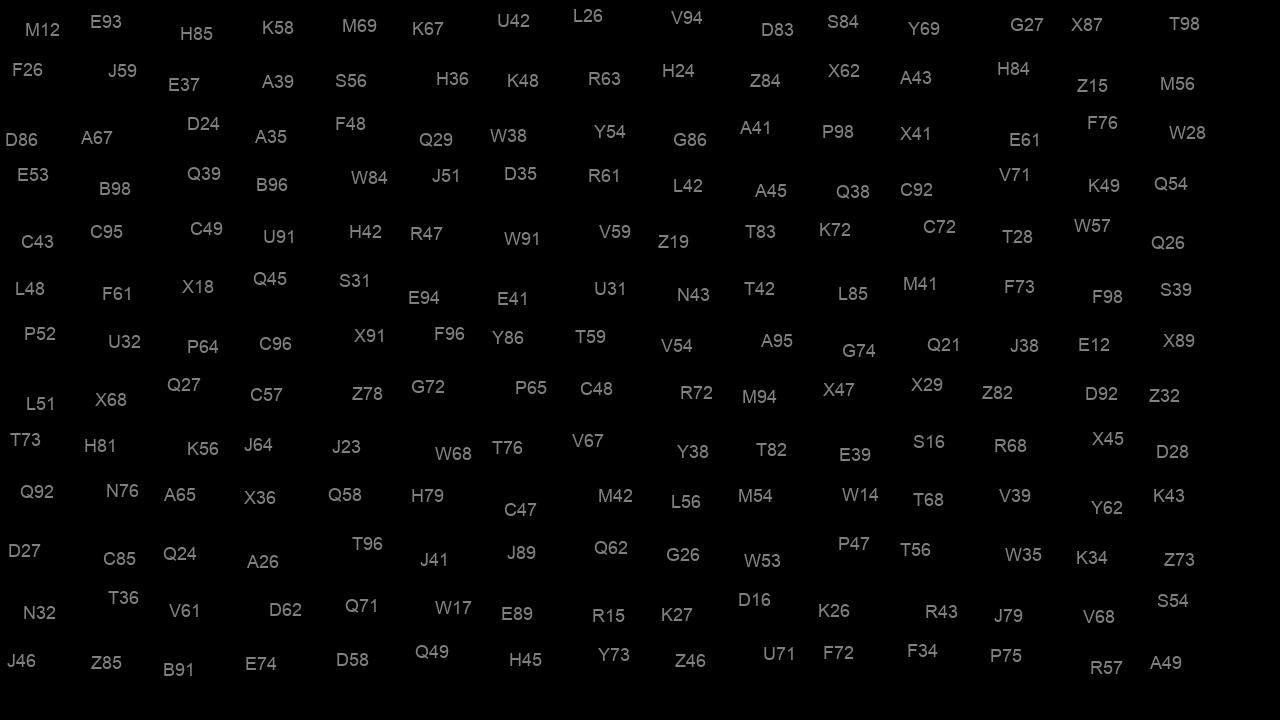 M12 E93 H85 K58 M69 K67 U42 L26 V94 D83 S84 Y69 G27 X87 T98
F26 J59 E37 A39 S56 H36 K48 R63 H24 Z84 X62 A43 H84 Z15 M56
D86 A67 D24 A35 F48 Q29 W38 Y54 G86 A41 P98 X41 E61 F76 W28
E53 B98 Q39 B96 W84 J51 D35 R61 L42 A45 Q38 C92 V71 K49 Q54
C43 C95 C49 U91 H42 R47 W91 V59 Z19 T83 K72 C72 T28 W57 Q26
L48 F61 X18 Q45 S31 E94 E41 U31 N43 T42 L85 M41 F73 F98 S39
P52 U32 P64 C96 X91 F96 Y86 T59 V54 A95 G74 Q21 J38 E12 X89
L51 X68 Q27 C57 Z78 G72 P65 C48 R72 M94 X47 X29 Z82 D92 Z32
T73 H81 K56 J64 J23 W68 T76 V67 Y38 T82 E39 S16 R68 X45 D28
Q92 N76 A65 X36 Q58 H79 C47 M42 L56 M54 W14 T68 V39 Y62 K43
D27 C85 Q24 A26 T96 J41 J89 Q62 G26 W53 P47 T56 W35 K34 Z73
N32 T36 V61 D62 Q71 W17 E89 R15 K27 D16 K26 R43 J79 V68 S54
J46 Z85 B91 E74 D58 Q49 H45 Y73 Z46 U71 F72 F34 P75 R57 A49